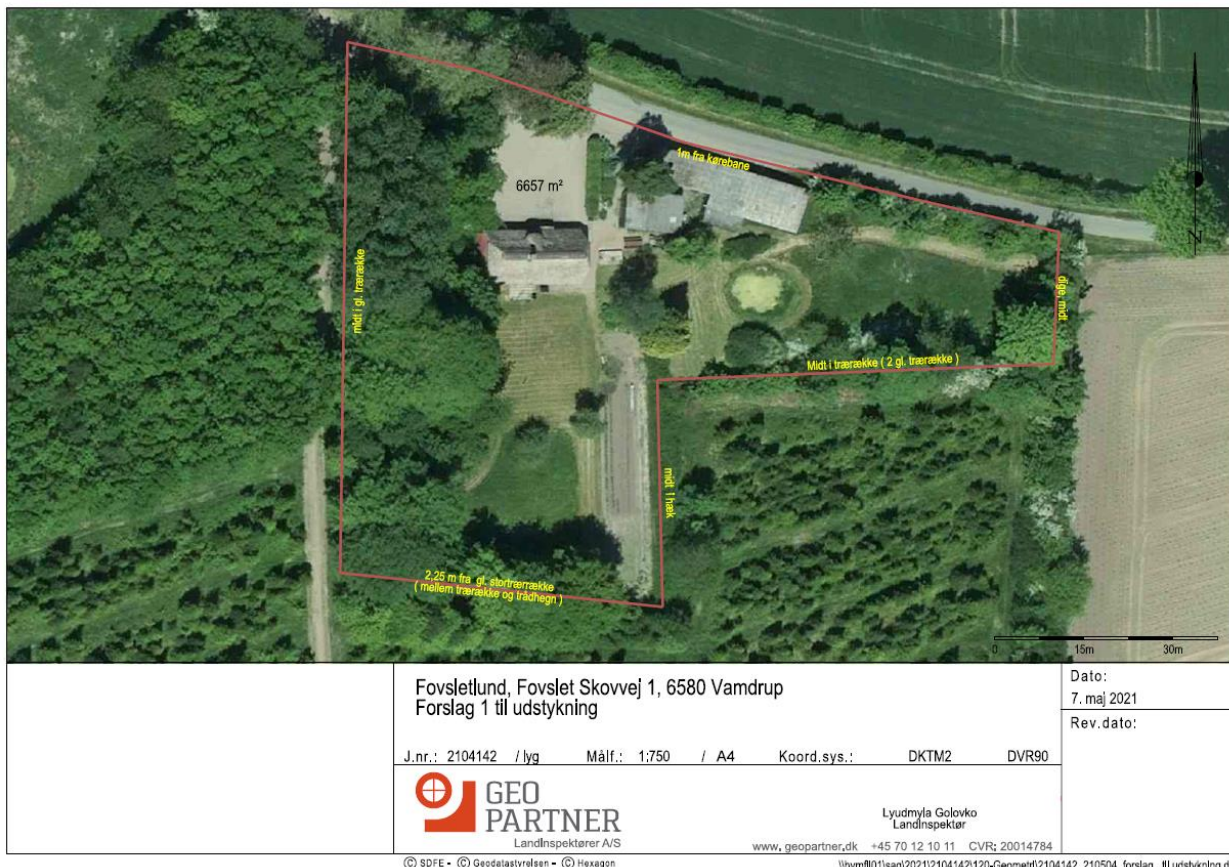 6657 m²
1m fra kørebane
midt i gl. trærække
dige, midt
Midt i trærække ( 2 gl. trærække )
midt i hæk
2,25 m fra gl. stortrærrække
( mellem trærække og trådhegn )
N
0 15m 30m
Fovsletlund, Fovslet Skovvej 1, 6580 Vamdrup
Forslag 1 til udstykning
Dato:
7. maj 2021
Rev.dato:
J.nr.: 2104142 / lyg Målf.: 1:750 / A4 Koord.sys.: DKTM2 DVR90
GEO
PARTNER
Landinspektører A/S
Lyudmyla Golovko
Landinspektør
www. geopartner.dk +45 70 12 10 11 CVR: 20014784
(C) SDFE - (C) Geodatastyrelsen - (C) Hexagon